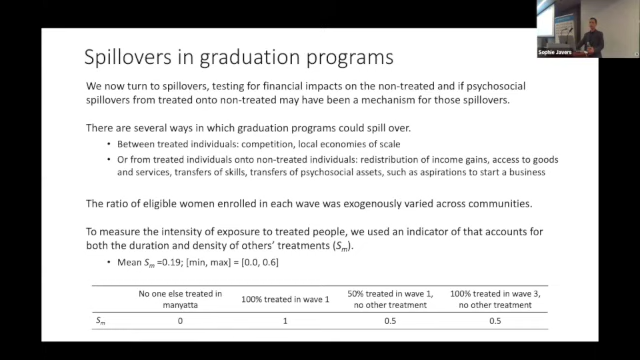 Spillovers in graduation programs
We now turn to spillovers, testing for financial impacts on the non-treated and if psychosocial
spillovers from treated onto non-treated may have been a mechanism for those spillovers.
There are several ways in which graduation programs could spill over.
• Between treated individuals: competition, local economies of scale
• Or from treated individuals onto non-treated individuals: redistribution of income gains, access to goods
and services, transfers of skills, transfers of psychosocial assets, such as aspirations to start a business
The ratio of eligible women enrolled in each wave was exogenously varied across communities.
To measure the intensity of exposure to treated people, we used an indicator of that accounts for
both the duration and density of others' treatments (Sm).
• Mean Sm =0.19; [min, max] = [0.0, 0.6]
No one else treated in manyatta 100% treated in wave 1 50% treated in wave 1, no other treatment 100% treated in wave 3, no other treatment
Sm 0 1 0.5 0.5
Sophie Javers